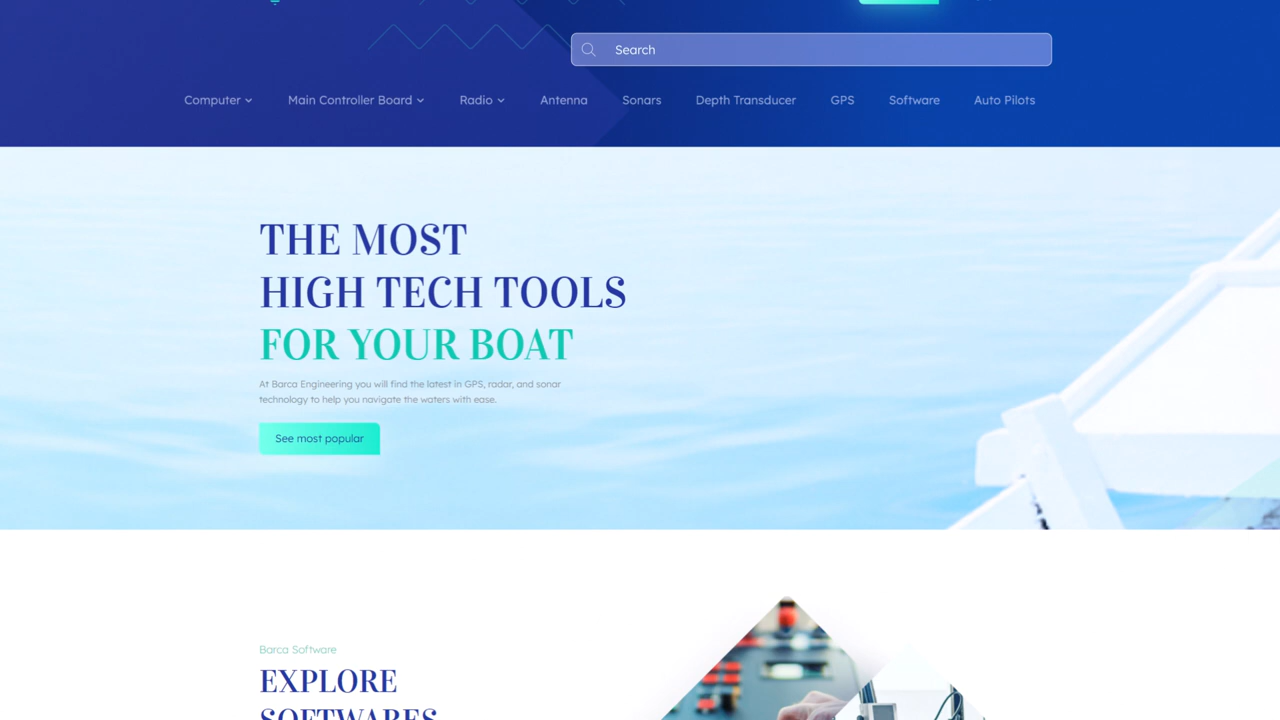 Search
Computer Main Controller Board Radio Antenna Sonars Depth Transducer GPS Software Auto Pilots
THE MOST
HIGH TECH TOOLS
FOR YOUR BOAT
At Barca Engineering you will find the latest in GPS, radar, and sonar
technology to help you navigate the waters with ease.
See most popular
Barca Software
EXPLORE
SOFTWARES